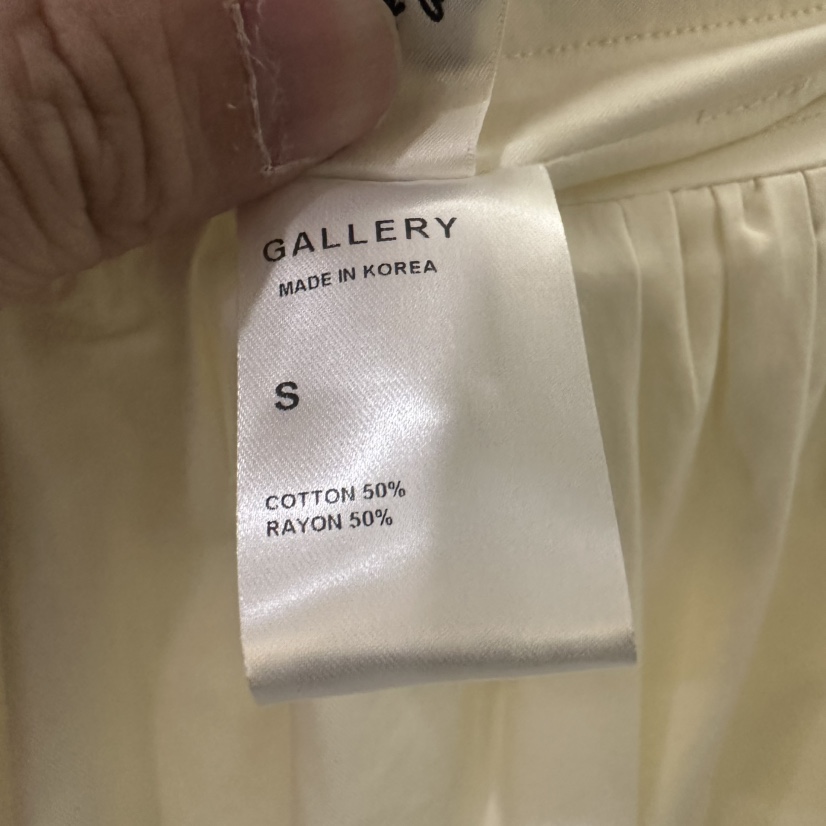 GALLERY
MADE IN KOREA
S
COTTON 50%
RAYON 50%